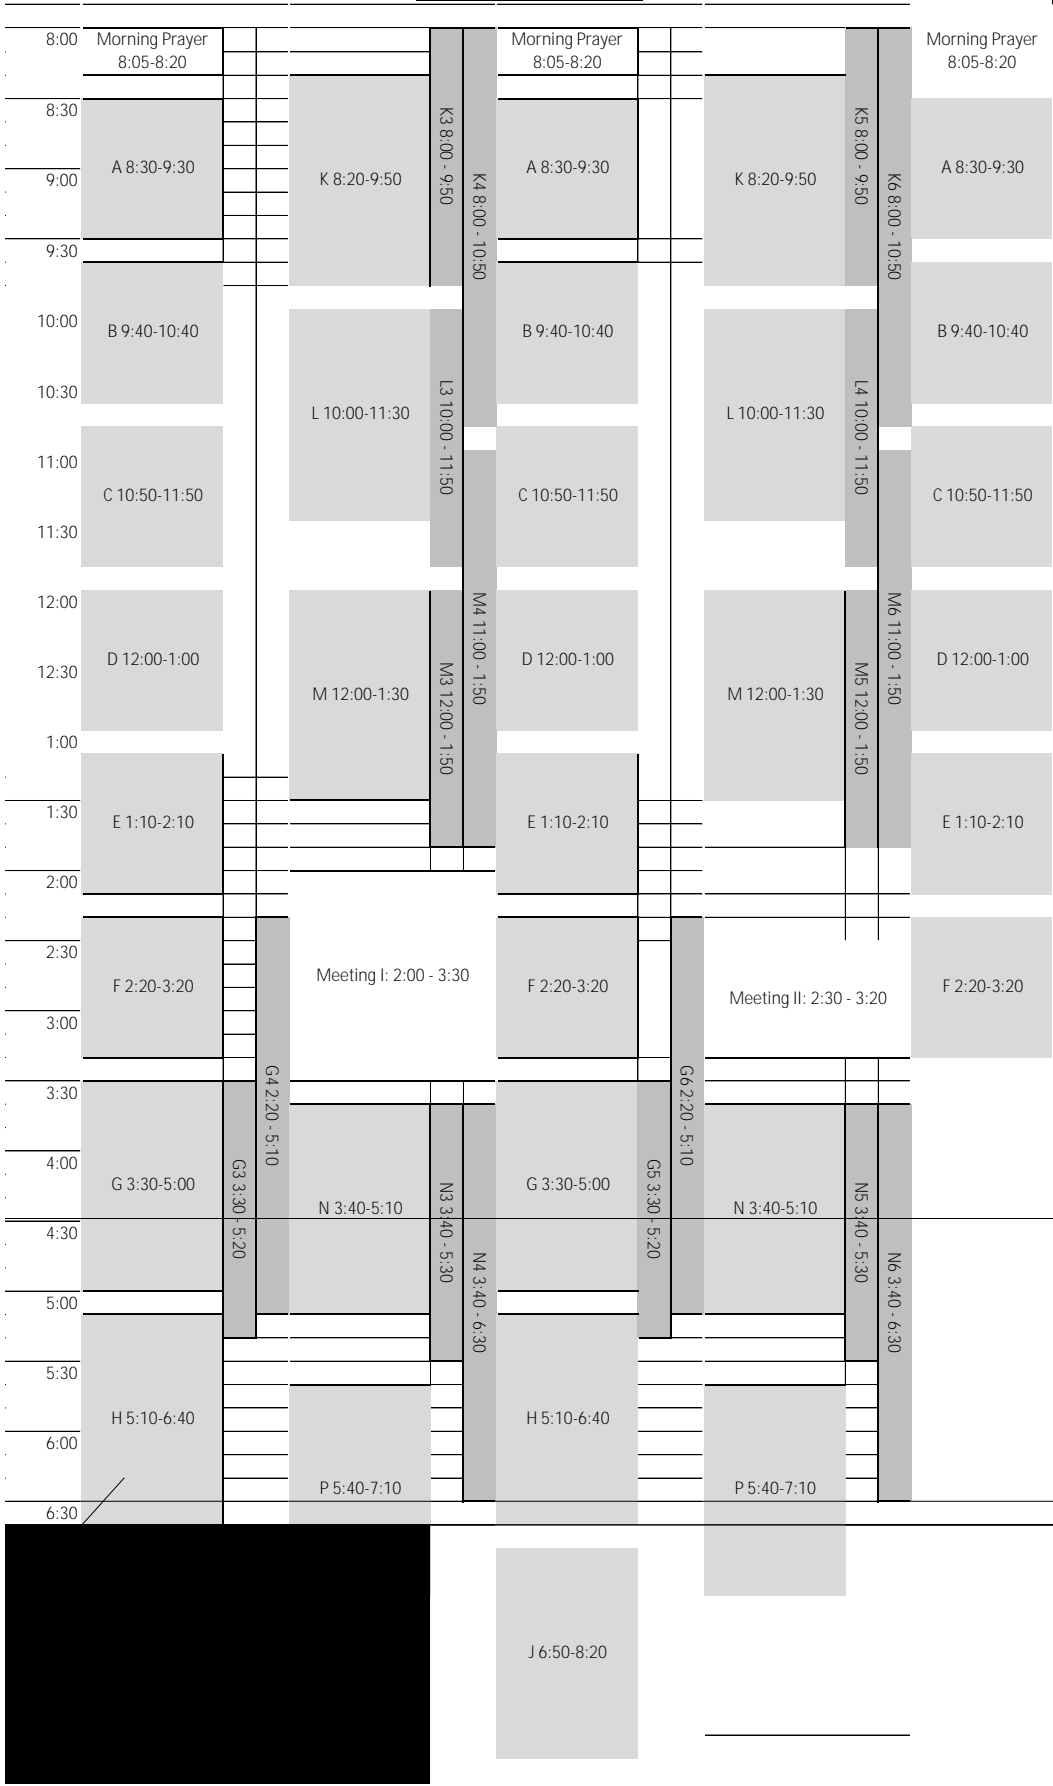 8:00
8:30
9:00
9:30
10:00
10:30
11:00
11:30
12:00
12:30
1:00
1:30
2:00
2:30
3:00
3:30
4:00
4:30
5:00
5:30
6:00
6:30
Morning Prayer
8:05-8:20
A 8:30-9:30
B 9:40-10:40
C 10:50-11:50
D 12:00-1:00
E 1:10-2:10
F 2:20-3:20
G 3:30-5:00
H 5:10-6:40
G3 3:30 - 5:20
G4 2:20 - 5:10
K 8:20-9:50
L 10:00-11:30
M 12:00-1:30
Meeting I: 2:00 - 3:30
N 3:40-5:10
P 5:40-7:10
K3 8:00 - 9:50
L3 10:00 - 11:50
M3 12:00 - 1:50
N3 3:40 - 5:30
K4 8:00 - 10:50
M4 11:00 - 1:50
N4 3:40 - 6:30
Morning Prayer
8:05-8:20
A 8:30-9:30
B 9:40-10:40
C 10:50-11:50
D 12:00-1:00
E 1:10-2:10
F 2:20-3:20
G 3:30-5:00
H 5:10-6:40
J 6:50-8:20
G5 3:30 - 5:20
G6 2:20 - 5:10
K 8:20-9:50
L 10:00-11:30
M 12:00-1:30
Meeting II: 2:30 - 3:20
N 3:40-5:10
P 5:40-7:10
K5 8:00 - 9:50
L4 10:00 - 11:50
M5 12:00 - 1:50
N5 3:40 - 5:30
K6 8:00 - 10:50
M6 11:00 - 1:50
N6 3:40 - 6:30
Morning Prayer
8:05-8:20
A 8:30-9:30
B 9:40-10:40
C 10:50-11:50
D 12:00-1:00
E 1:10-2:10
F 2:20-3:20